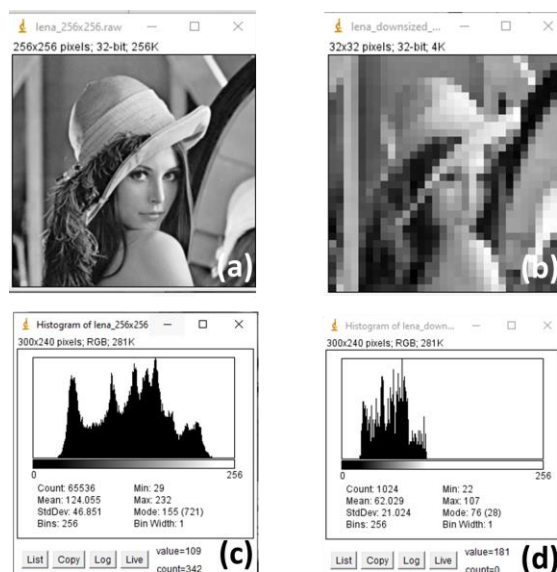 lena_256x256.raw
256x256 pixels; 32-bit; 256K
(a)
lena_downsized_...
32x32 pixels; 32-bit; 4K
(b)
Histogram of lena_256x256
300x240 pixels; RGB; 281K
0 256
Count: 65536 Min: 29
Mean: 124.055 Max: 232
StdDev: 46.851 Mode: 155 (721)
Bins: 256 Bin Width: 1
List Copy Log Live value=109
count=342
(c)
Histogram of lena_down...
300x240 pixels; RGB; 281K
0 256
Count: 1024 Min: 22
Mean: 62.029 Max: 107
StdDev: 21.024 Mode: 76 (28)
Bins: 256 Bin Width: 1
List Copy Log Live value=181
count=0
(d)